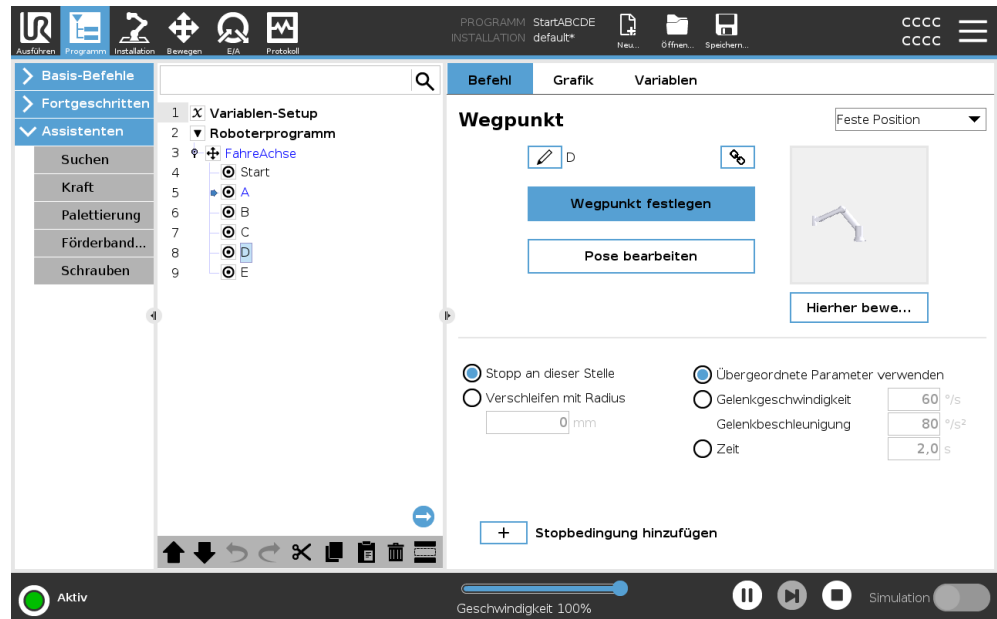 PROGRAMM StartABCDE
INSTALLATION default*
CCCC
CCCC
Ausführen Programm Installation Bewegen E/A Protokoll Neu... Öffnen... Speichern...
Basis-Befehle
Fortgeschritten
Assistenten
Suchen
Kraft
Palettierung
Förderband...
Schrauben
1 X Variablen-Setup
2 Roboterprogramm
3 FahreAchse
4 Start
5 A
6 B
7 C
8 D
9 E
Befehl Grafik Variablen
Wegpunkt
Feste Position
D
Wegpunkt festlegen
Pose bearbeiten
Hierher bewe...
Stopp an dieser Stelle
Verschleifen mit Radius
0 mm
Übergeordnete Parameter verwenden
Gelenkgeschwindigkeit 60 °/s
Gelenkbeschleunigung 80 °/s²
Zeit 2,0 s
+ Stopbedingung hinzufügen
Aktiv
Geschwindigkeit 100%
Simulation